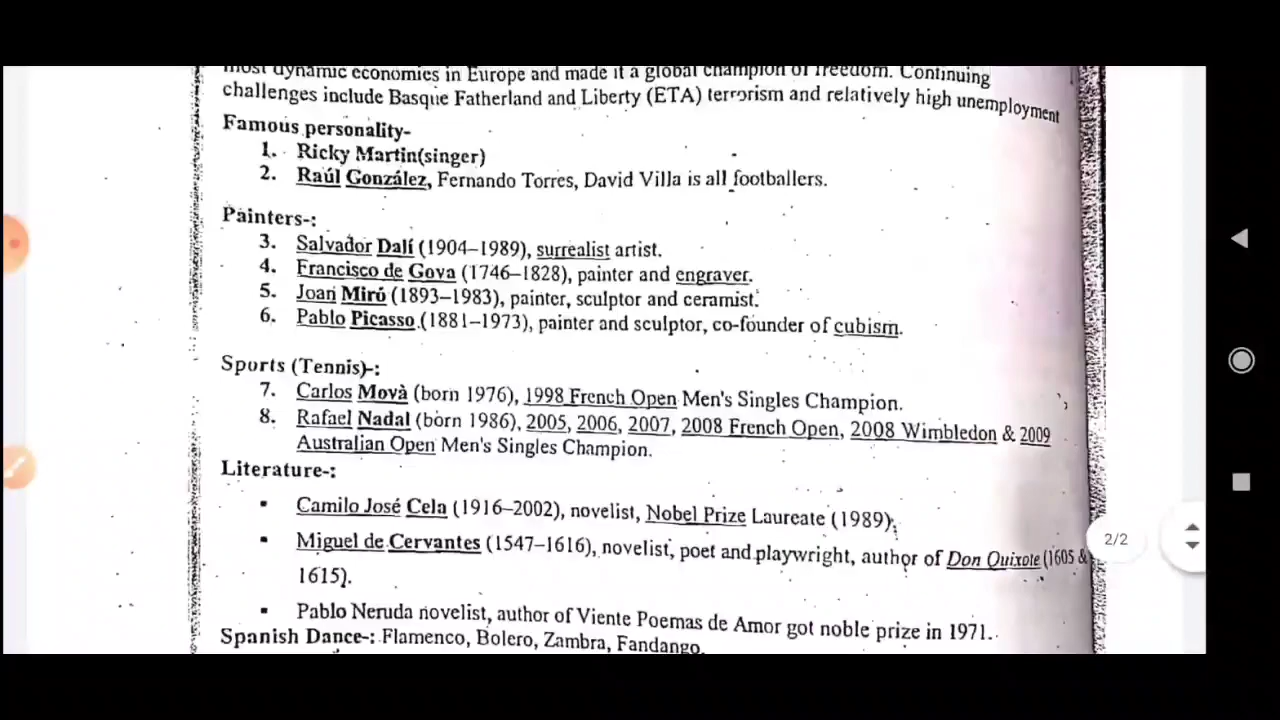 most dynamic economies in Europe and made it a global champion of freedom. Continuing
challenges include Basque Fatherland and Liberty (ETA) terrorism and relatively high unemployment
Famous personality-
1. Ricky Martin(singer)
2. Raúl González, Fernando Torres, David Villa is all footballers.
Painters-:
3. Salvador Dalí (1904–1989), surrealist artist.
4. Francisco de Goya (1746–1828), painter and engraver.
5. Joan Miró (1893–1983), painter, sculptor and ceramist.
6. Pablo Picasso (1881–1973), painter and sculptor, co-founder of cubism.
Sports (Tennis)-:
7. Carlos Moyà (born 1976), 1998 French Open Men's Singles Champion.
8. Rafael Nadal (born 1986), 2005, 2006, 2007, 2008 French Open, 2008 Wimbledon & 2009
Australian Open Men's Singles Champion.
Literature-:
▪ Camilo José Cela (1916–2002), novelist, Nobel Prize Laureate (1989);
▪ Miguel de Cervantes (1547–1616), novelist, poet and playwright, author of Don Quixote (1605 &
2/2
1615).
▪ Pablo Neruda novelist, author of Viente Poemas de Amor got noble prize in 1971.
Spanish Dance-: Flamenco, Bolero, Zambra, Fandango.